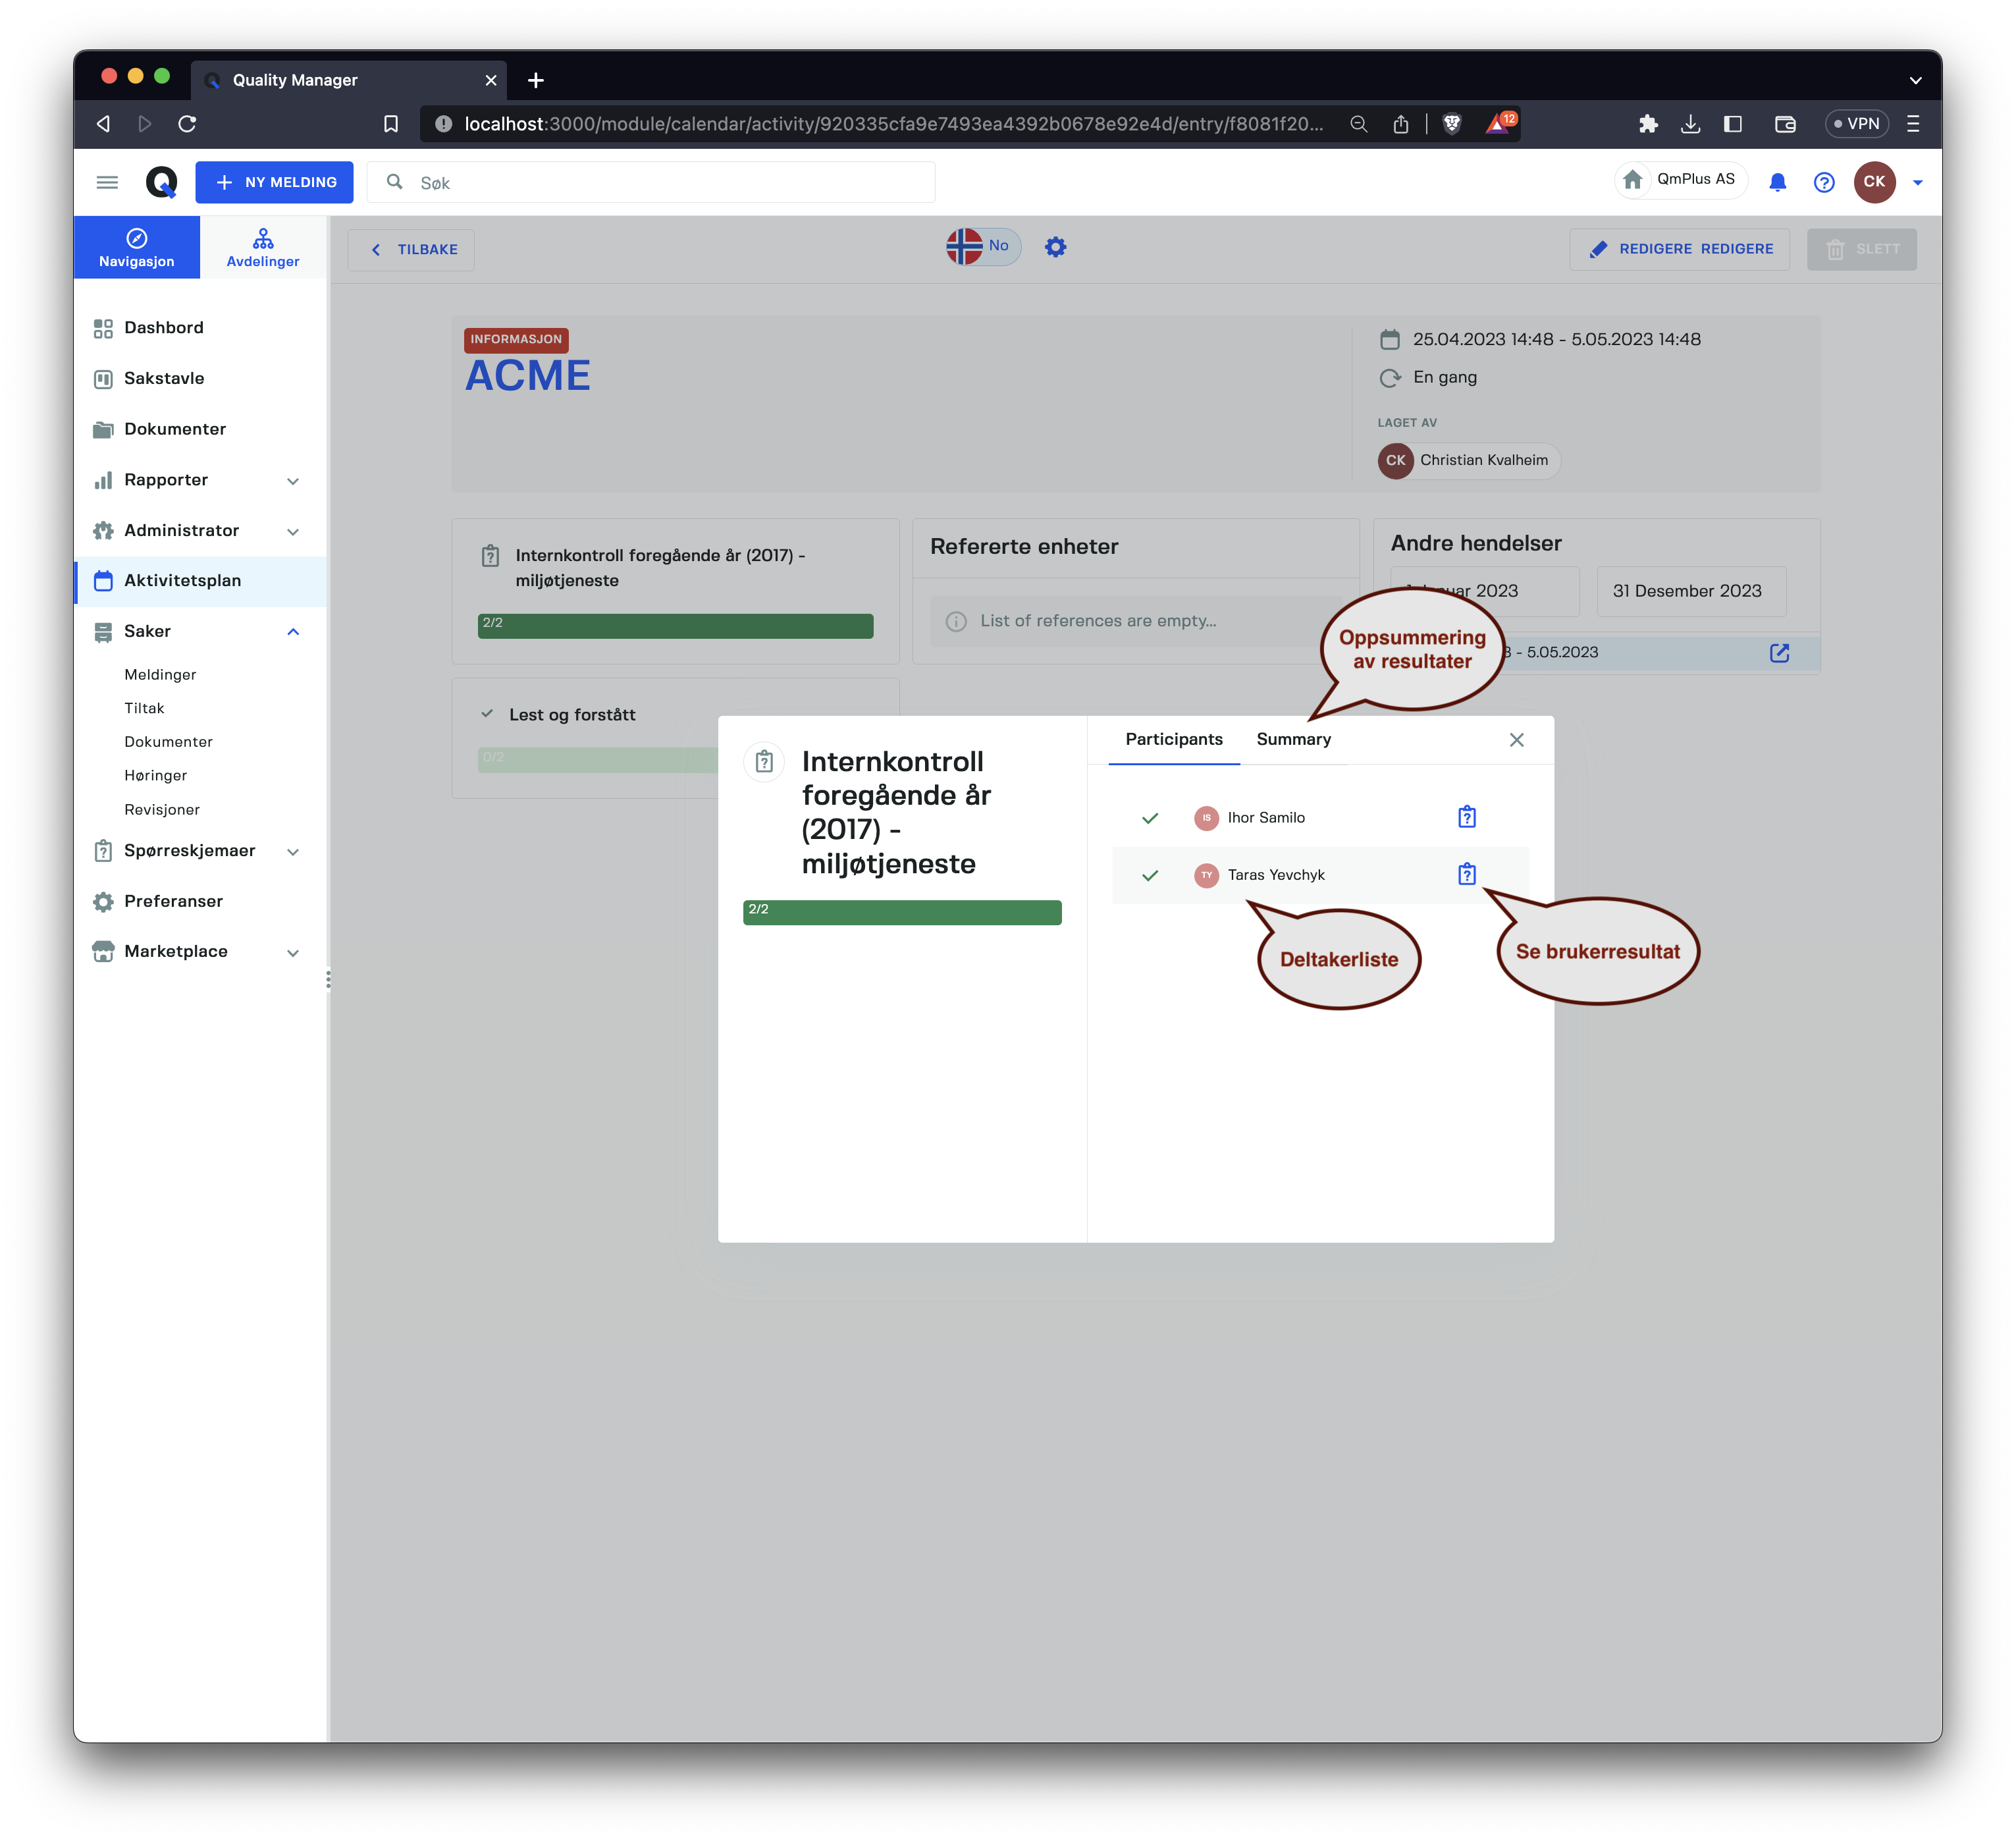 Quality Manager
localhost:3000/module/calendar/activity/920335cfa9e7493ea4392b0678e92e4d/entry/f8081f20...
12
VPN
NY MELDING
Søk
QmPlus AS
CK
Navigasjon
Avdelinger
TILBAKE
No
REDIGERE REDIGERE
SLETT
Dashbord
Sakstavle
Dokumenter
Rapporter
Administrator
Aktivitetsplan
Saker
Meldinger
Tiltak
Dokumenter
Høringer
Revisjoner
Spørreskjemaer
Preferanser
Marketplace
INFORMASJON
ACME
25.04.2023 14:48 - 5.05.2023 14:48
En gang
LAGET AV
CK
Christian Kvalheim
Internkontroll foregående år (2017) -
miljøtjeneste
2/2
Refererte enheter
List of references are empty...
Andre hendelser
2023
31 Desember 2023
- 5.05.2023
Oppsummering
av resultater
Lest og forstått
0/2
Internkontroll
foregående år
(2017) -
miljøtjeneste
2/2
Participants
Summary
IS
Ihor Samilo
TY
Taras Yevchyk
Deltakerliste
Se brukerresultat